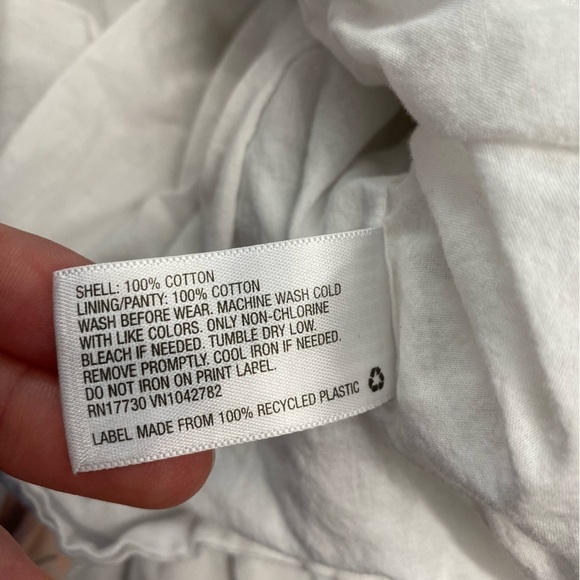 SHELL: 100% COTTON
LINING/PANTY: 100% COTTON
WASH BEFORE WEAR. MACHINE WASH COLD
WITH LIKE COLORS. ONLY NON-CHLORINE
BLEACH IF NEEDED. TUMBLE DRY LOW.
REMOVE PROMPTLY. COOL IRON IF NEEDED.
DO NOT IRON ON PRINT LABEL.
RN17730 VN1042782
LABEL MADE FROM 100% RECYCLED PLASTIC